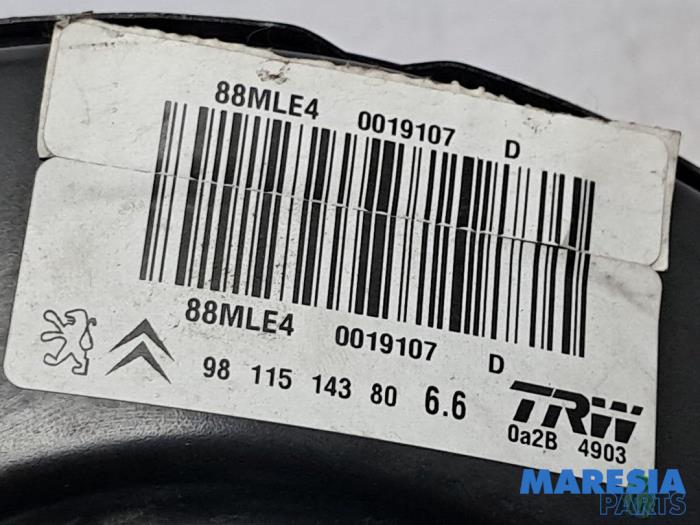 88MLE4 0019107 D
88MLE4 0019107 D
98 115 143 80 6.6
TRW
0a2B 4903
MARESIA
PARTS